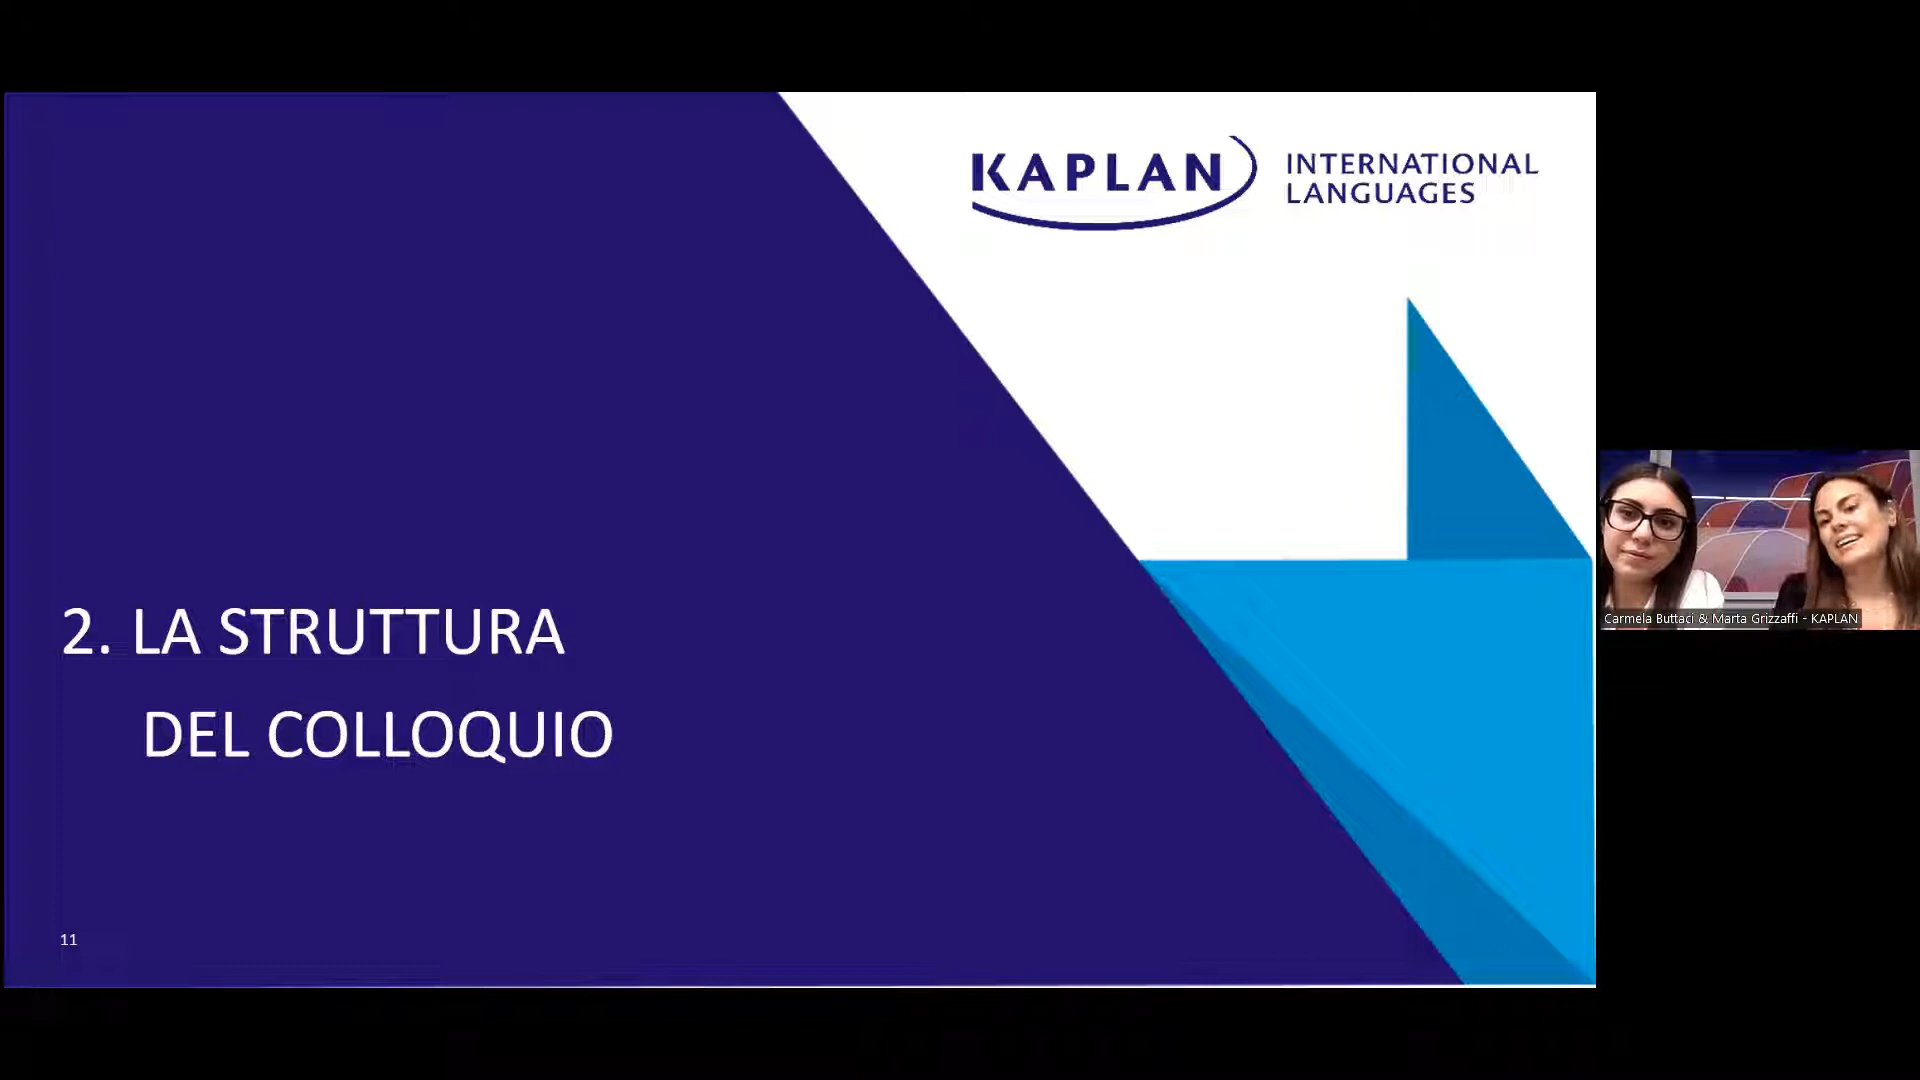 KAPLAN
INTERNATIONAL
LANGUAGES
2. LA STRUTTURA
DEL COLLOQUIO
11
Carmela Buttaci & Marta Grizzaffi - KAPLAN